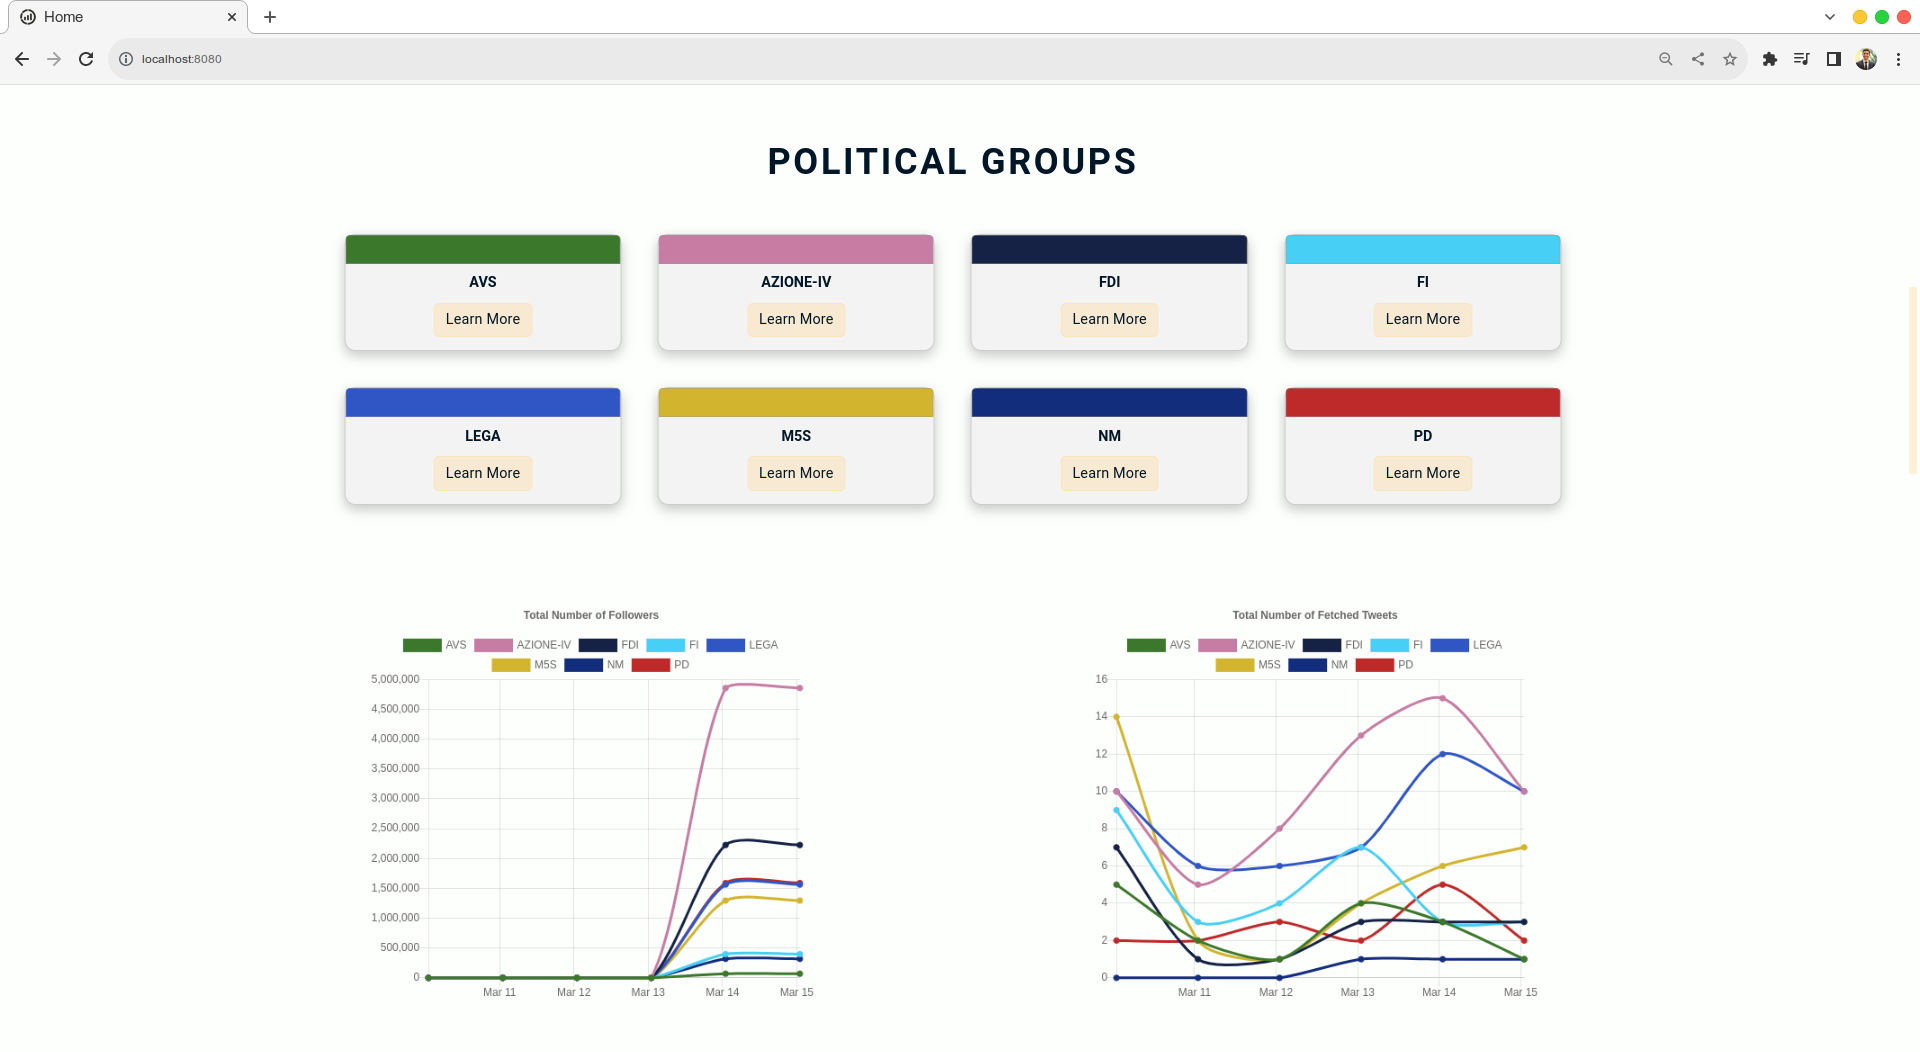 Home
localhost:8080
POLITICAL GROUPS
AVS
Learn More
AZIONE-IV
Learn More
FDI
Learn More
FI
Learn More
LEGA
Learn More
M5S
Learn More
NM
Learn More
PD
Learn More
Total Number of Followers
AVS AZIONE-IV FDI FI LEGA
M5S NM PD
5,000,000
4,500,000
4,000,000
3,500,000
3,000,000
2,500,000
2,000,000
1,500,000
1,000,000
500,000
0
Mar 11 Mar 12 Mar 13 Mar 14 Mar 15
Total Number of Fetched Tweets
AVS AZIONE-IV FDI FI LEGA
M5S NM PD
16
14
12
10
8
6
4
2
0
Mar 11 Mar 12 Mar 13 Mar 14 Mar 15